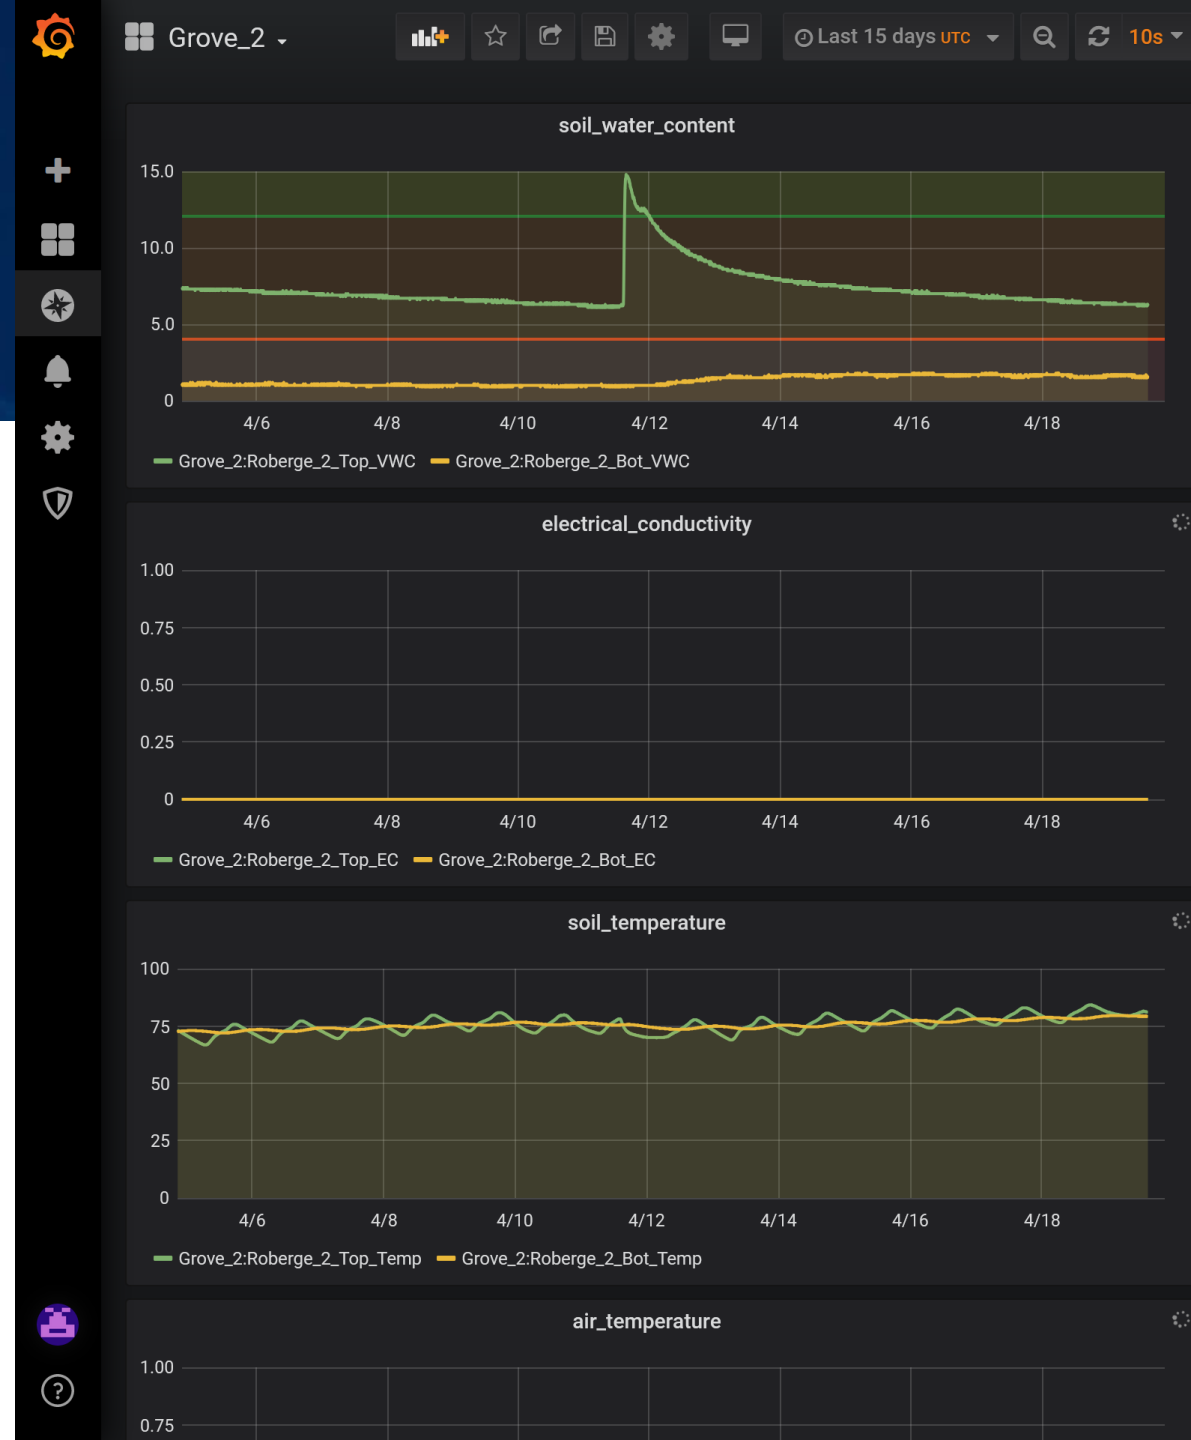 Grove_2
Last 15 days UTC
10s
soil_water_content
15.0
10.0
5.0
0
4/6 4/8 4/10 4/12 4/14 4/16 4/18
Grove_2:Roberge_2_Top_VWC Grove_2:Roberge_2_Bot_VWC
electrical_conductivity
1.00
0.75
0.50
0.25
0
4/6 4/8 4/10 4/12 4/14 4/16 4/18
Grove_2:Roberge_2_Top_EC Grove_2:Roberge_2_Bot_EC
soil_temperature
100
75
50
25
0
4/6 4/8 4/10 4/12 4/14 4/16 4/18
Grove_2:Roberge_2_Top_Temp Grove_2:Roberge_2_Bot_Temp
air_temperature
1.00
0.75
?